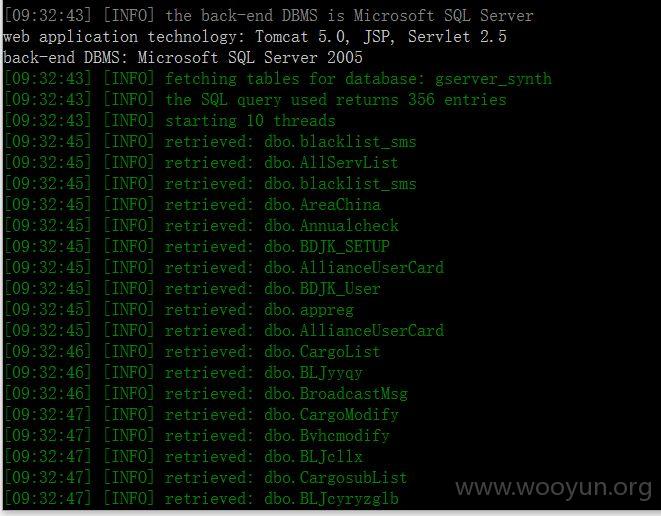 [09:32:43] [INFO] the back-end DBMS is Microsoft SQL Server
web application technology: Tomcat 5.0, JSP, Servlet 2.5
back-end DBMS: Microsoft SQL Server 2005
[09:32:43] [INFO] fetching tables for database: gserver_synth
[09:32:43] [INFO] the SQL query used returns 356 entries
[09:32:43] [INFO] starting 10 threads
[09:32:45] [INFO] retrieved: dbo.blacklist_sms
[09:32:45] [INFO] retrieved: dbo.AllServList
[09:32:45] [INFO] retrieved: dbo.blacklist_sms
[09:32:45] [INFO] retrieved: dbo.AreaChina
[09:32:45] [INFO] retrieved: dbo.Annualcheck
[09:32:45] [INFO] retrieved: dbo.BDJK_SETUP
[09:32:45] [INFO] retrieved: dbo.AllianceUserCard
[09:32:45] [INFO] retrieved: dbo.BDJK_User
[09:32:45] [INFO] retrieved: dbo.appreg
[09:32:45] [INFO] retrieved: dbo.AllianceUserCard
[09:32:46] [INFO] retrieved: dbo.CargoList
[09:32:46] [INFO] retrieved: dbo.BLJyyqy
[09:32:46] [INFO] retrieved: dbo.BroadcastMsg
[09:32:47] [INFO] retrieved: dbo.CargoModify
[09:32:47] [INFO] retrieved: dbo.Bvhcmodify
[09:32:47] [INFO] retrieved: dbo.BLJcllx
[09:32:47] [INFO] retrieved: dbo.CargosubList
[09:32:47] [INFO] retrieved: dbo.BLJcyryzglb
www.wooyun.org